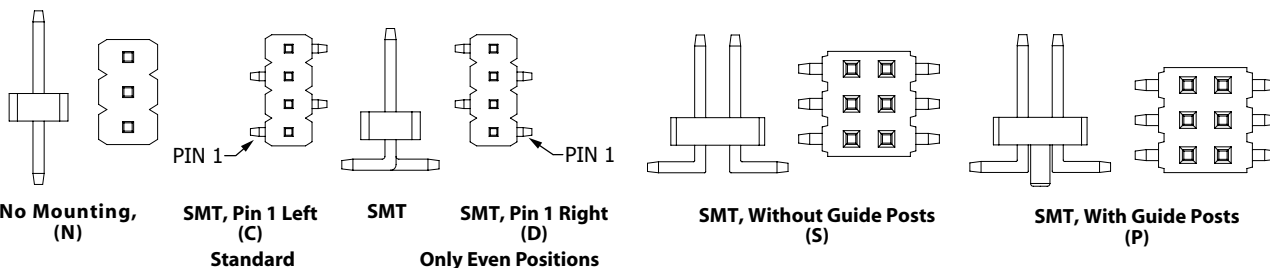 PIN 1
PIN 1
No Mounting,
(N)
SMT, Pin 1 Left
(C)
Standard
SMT
SMT, Pin 1 Right
(D)
Only Even Positions
SMT, Without Guide Posts
(S)
SMT, With Guide Posts
(P)